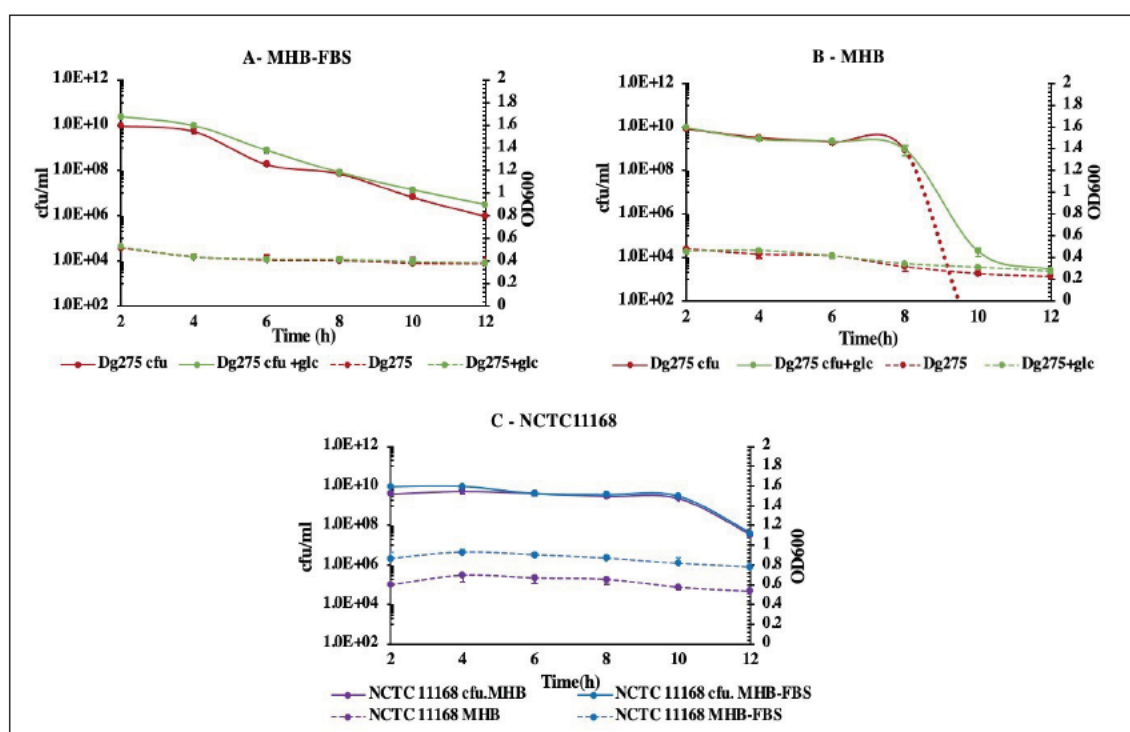 A- MHB-FBS
1.0E+12
1.0E+10
1.0E+08
1.0E+06
1.0E+04
1.0E+02
cfu/ml
2
1.8
1.6
1.4
1.2
1
0.8
0.6
0.4
0.2
0
OD600
2 4 6 8 10 12
Time (h)
Dg275 cfu Dg275 cfu +glc Dg275 Dg275+glc
B - MHB
1.0E+12
1.0E+10
1.0E+08
1.0E+06
1.0E+04
1.0E+02
cfu/ml
2
1.8
1.6
1.4
1.2
1
0.8
0.6
0.4
0.2
0
OD600
2 4 6 8 10 12
Time(h)
Dg275 cfu Dg275 cfu+glc Dg275 Dg275+glc
C - NCTC11168
1.0E+12
1.0E+10
1.0E+08
1.0E+06
1.0E+04
1.0E+02
cfu/ml
2
1.8
1.6
1.4
1.2
1
0.8
0.6
0.4
0.2
0
OD600
2 4 6 8 10 12
Time(h)
NCTC 11168 cfu.MHB NCTC 11168 cfu. MHB-FBS
NCTC 11168 MHB NCTC 11168 MHB-FBS